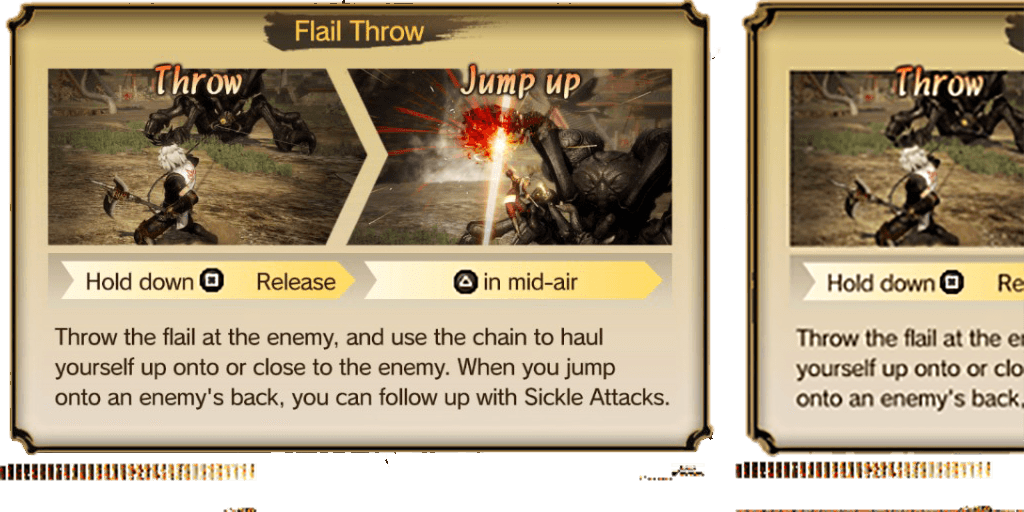 Flail Throw
Throw
Jump up
Hold down Release
in mid-air
Throw the flail at the enemy, and use the chain to haul
yourself up onto or close to the enemy. When you jump
onto an enemy's back, you can follow up with Sickle Attacks.
Throw
Hold down Re
Throw the flail at the e
yourself up onto or clo
onto an enemy's back,